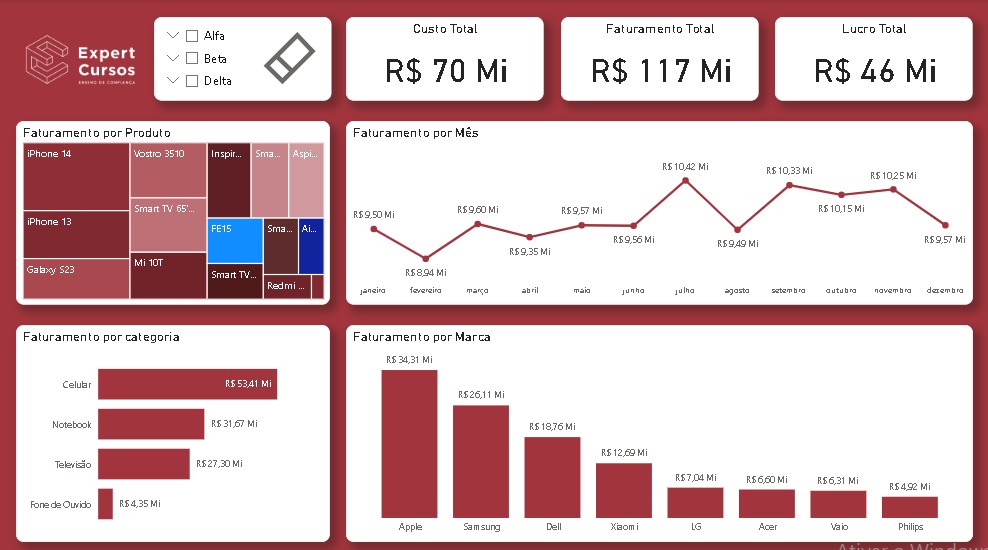 Expert
Cursos
ENSINO DE CONFIANÇA
Alfa
Beta
Delta
Custo Total
R$ 70 Mi
Faturamento Total
R$ 117 Mi
Lucro Total
R$ 46 Mi
Faturamento por Produto
iPhone 14
iPhone 13
Galaxy S23
Vostro 3510
Smart TV 65'...
Mi 10T
Inspir...
Sma...
Aspi...
FE15
Sma...
Ai...
Smart TV...
Redmi ...
Faturamento por Mês
R$ 9,50 Mi
R$ 8,94 Mi
R$ 9,60 Mi
R$ 9,35 Mi
R$ 9,57 Mi
R$ 9,56 Mi
R$ 10,42 Mi
R$ 9,49 Mi
R$ 10,33 Mi
R$ 10,15 Mi
R$ 10,25 Mi
R$ 9,57 Mi
janeiro fevereiro março abril maio junho julho agosto setembro outubro novembro dezembro
Faturamento por categoria
Celular R$ 53,41 Mi
Notebook R$ 31,67 Mi
Televisão R$ 27,30 Mi
Fone de Ouvido R$ 4,35 Mi
Faturamento por Marca
R$ 34,31 Mi
R$ 26,11 Mi
R$ 18,76 Mi
R$ 12,69 Mi
R$ 7,04 Mi
R$ 6,60 Mi
R$ 6,31 Mi
R$ 4,92 Mi
Apple Samsung Dell Xiaomi LG Acer Vaio Philips
Ativar o Window